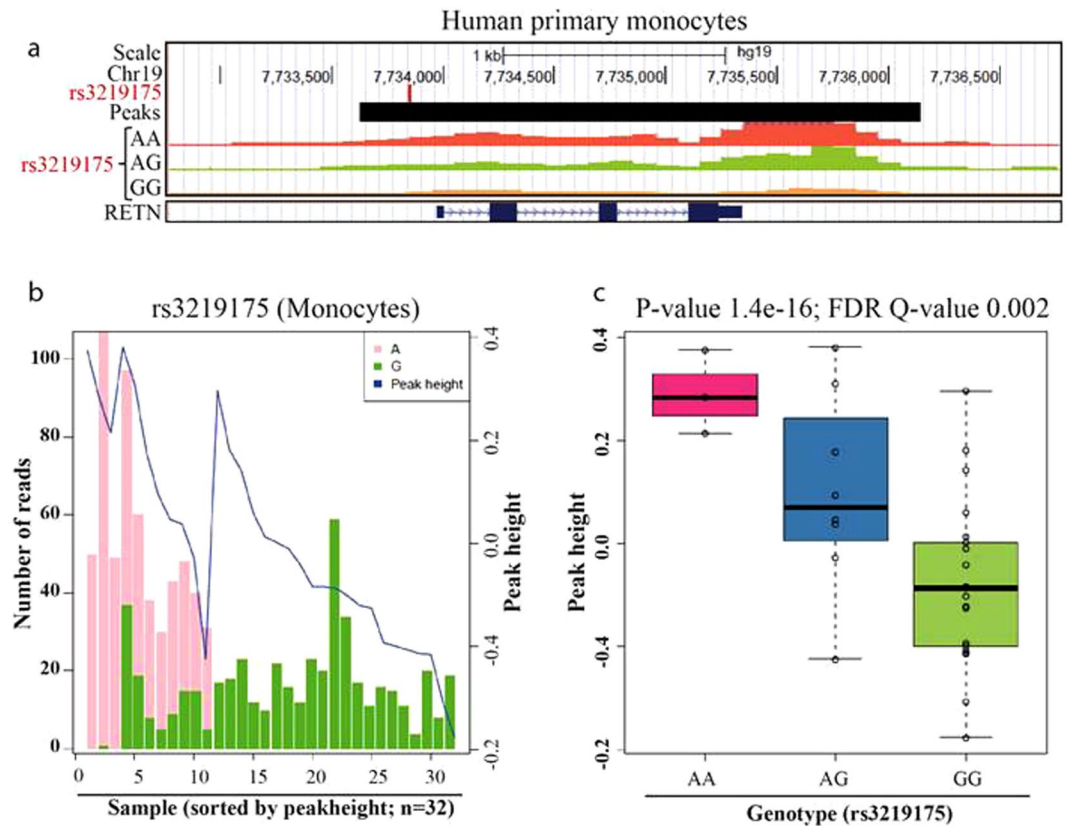 Human primary monocytes
a
Scale
1 kb
hg19
Chr19
7,733,500
7,734,000
7,734,500
7,735,000
7,735,500
7,736,000
7,736,500
rs3219175
Peaks
AA
rs3219175
AG
GG
RETN
b
rs3219175 (Monocytes)
A
G
Peak height
100
80
60
40
20
0
Number of reads
0.4
0.2
0.0
-0.4
-0.2
Peak height
0 5 10 15 20 25 30
Sample (sorted by peakheight; n=32)
c
P-value 1.4e-16; FDR Q-value 0.002
0.4
0.2
0.0
-0.4
-0.2
Peak height
AA AG GG
Genotype (rs3219175)